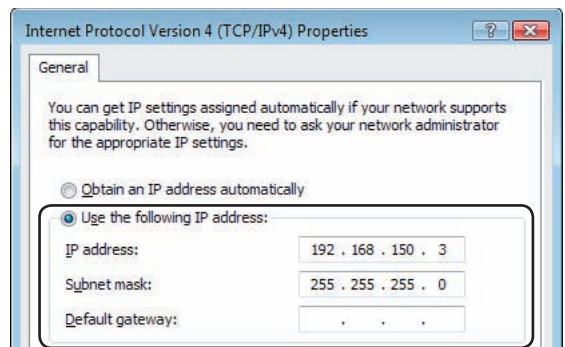 Internet Protocol Version 4 (TCP/IPv4) Properties
General
You can get IP settings assigned automatically if your network supports
this capability. Otherwise, you need to ask your network administrator
for the appropriate IP settings.
Obtain an IP address automatically
Use the following IP address:
IP address: 192 . 168 . 150 . 3
Subnet mask: 255 . 255 . 255 . 0
Default gateway: . . .